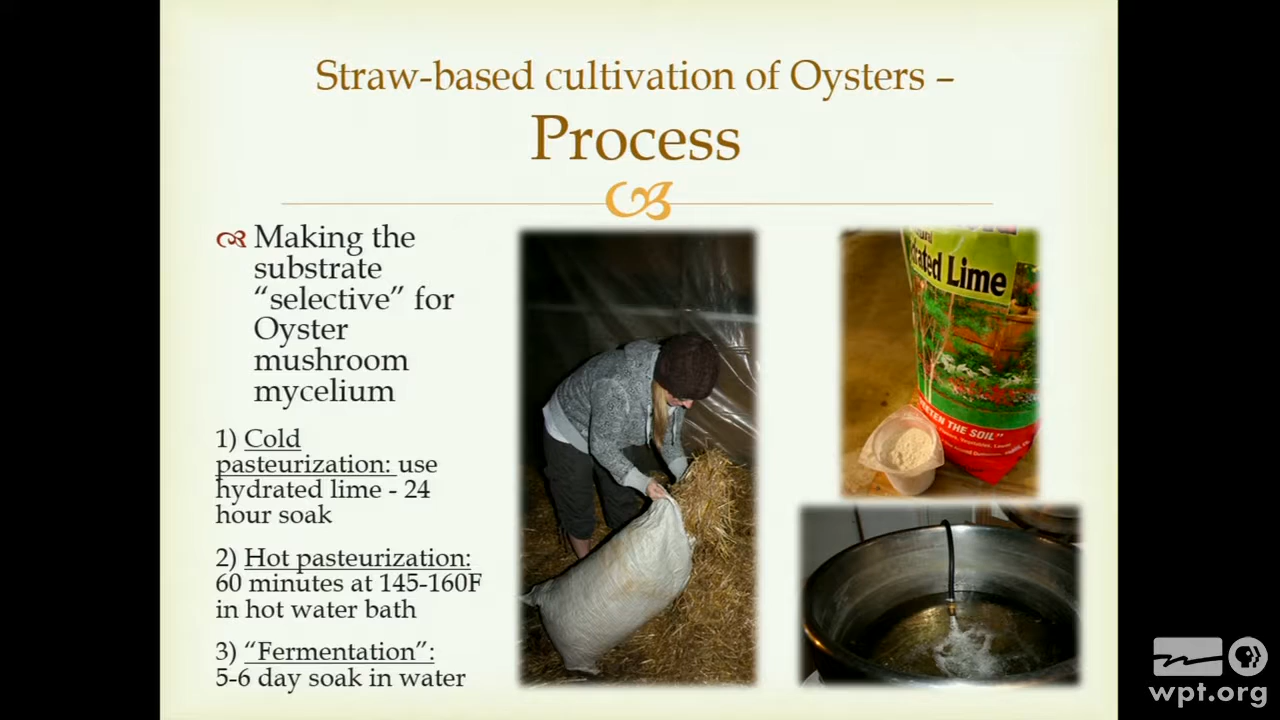 Straw-based cultivation of Oysters –
Process
Making the
substrate
“selective” for
Oyster
mushroom
mycelium
1) Cold
pasteurization: use
hydrated lime - 24
hour soak
2) Hot pasteurization:
60 minutes at 145-160F
in hot water bath
3) “Fermentation”:
5-6 day soak in water
Lime
THE SOIL”
wpt.org